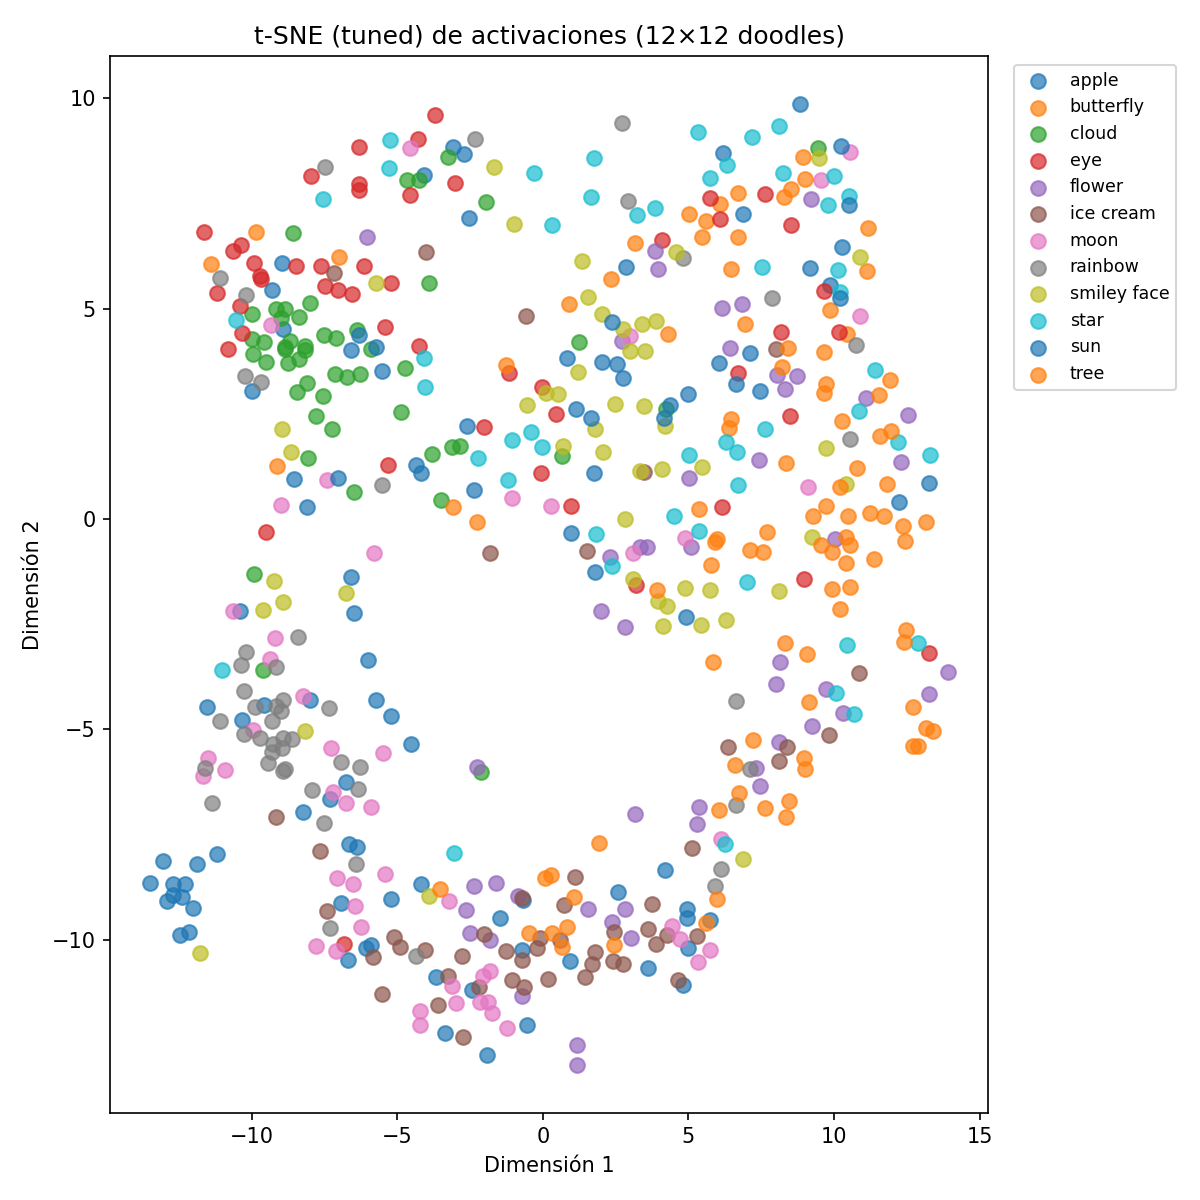 t-SNE (tuned) de activaciones (12×12 doodles)
apple
butterfly
cloud
eye
flower
ice cream
moon
rainbow
smiley face
star
sun
tree
10
5
0
−5
−10
Dimensión 2
−10
−5
0
5
10
15
Dimensión 1